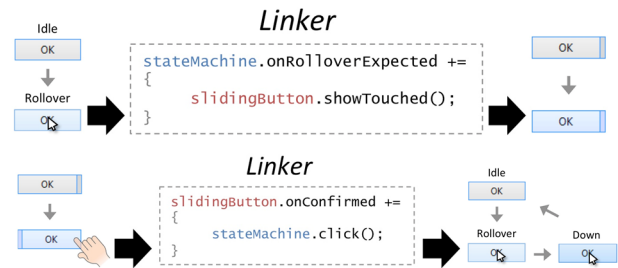 Linker
Idle
OK
Rollover
OK
stateMachine.onRolloverExpected +=
{
slidingButton.showTouched();
}
OK
OK
Linker
OK
OK
slidingButton.onConfirmed +=
{
stateMachine.click();
}
Idle
OK
Rollover
OK
Down
OK